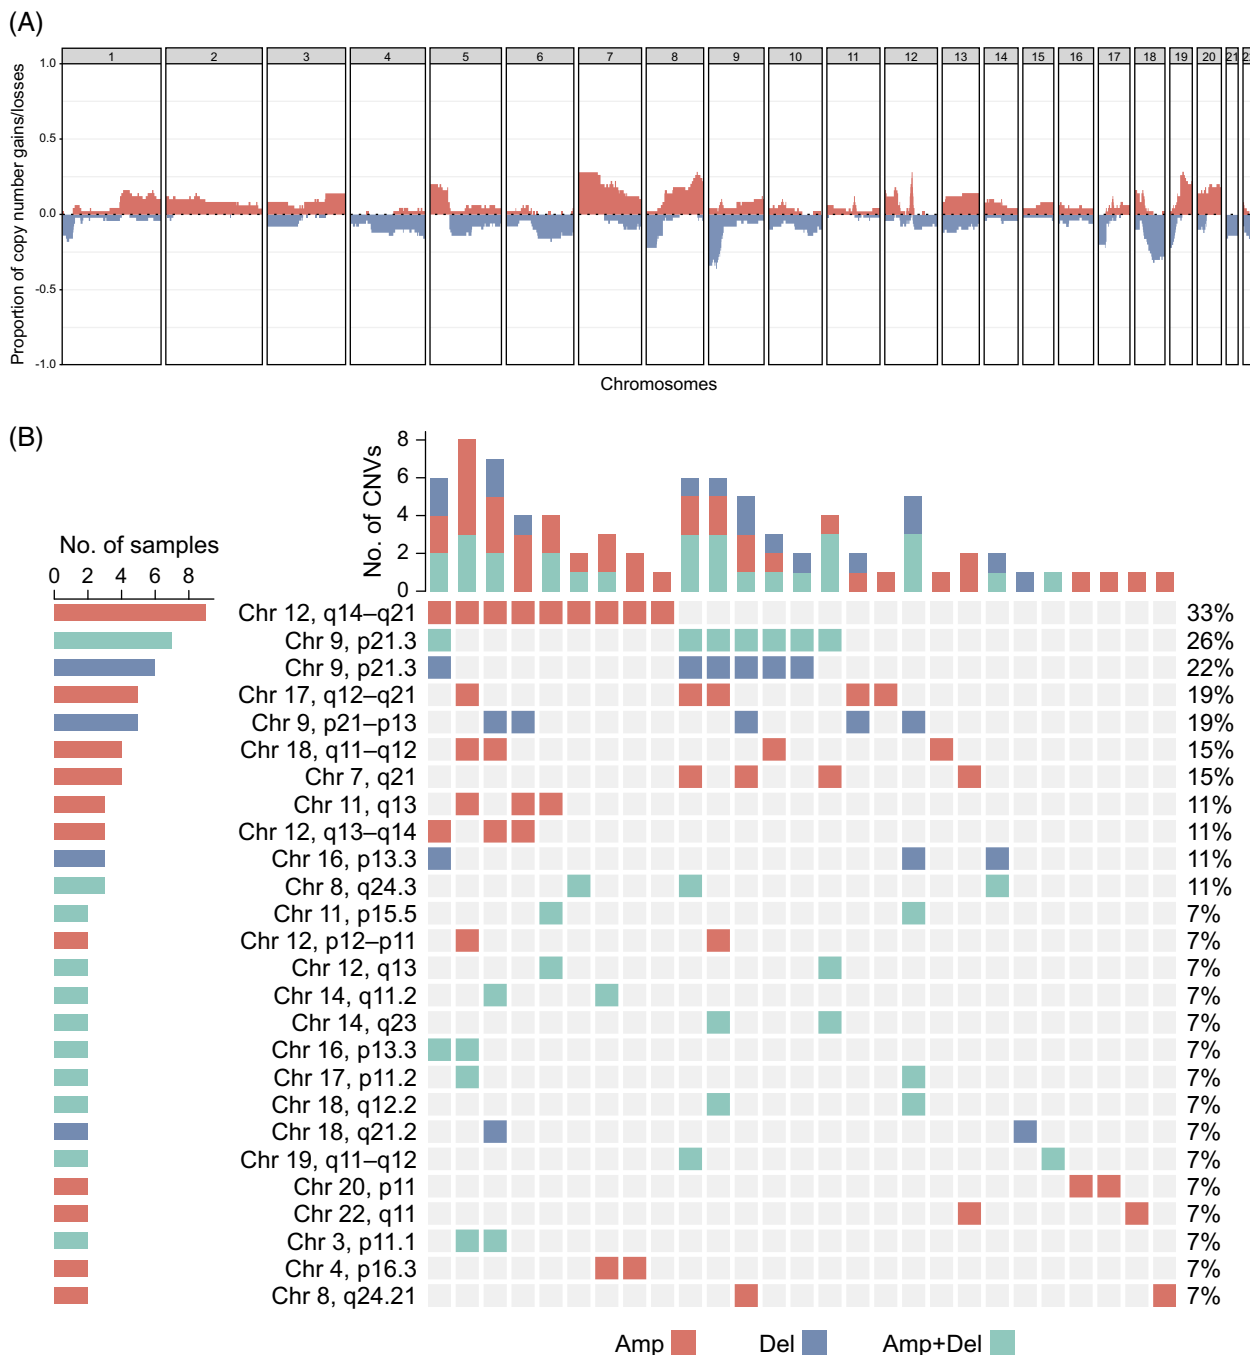 (A)
1 2 3 4 5 6 7 8 9 10 11 12 13 14 15 16 17 18 19 20 21
Proportion of copy number gains/losses
1.0
0.5
0.0
-0.5
-1.0
Chromosomes
(B)
No. of CNVs
8
6
4
2
0
No. of samples
0 2 4 6 8
Chr 12, q14–q21 33%
Chr 9, p21.3 26%
Chr 9, p21.3 22%
Chr 17, q12–q21 19%
Chr 9, p21–p13 19%
Chr 18, q11–q12 15%
Chr 7, q21 15%
Chr 11, q13 11%
Chr 12, q13–q14 11%
Chr 16, p13.3 11%
Chr 8, q24.3 11%
Chr 11, p15.5 7%
Chr 12, p12–p11 7%
Chr 12, q13 7%
Chr 14, q11.2 7%
Chr 14, q23 7%
Chr 16, p13.3 7%
Chr 17, p11.2 7%
Chr 18, q12.2 7%
Chr 18, q21.2 7%
Chr 19, q11–q12 7%
Chr 20, p11 7%
Chr 22, q11 7%
Chr 3, p11.1 7%
Chr 4, p16.3 7%
Chr 8, q24.21 7%
Amp Del Amp+Del